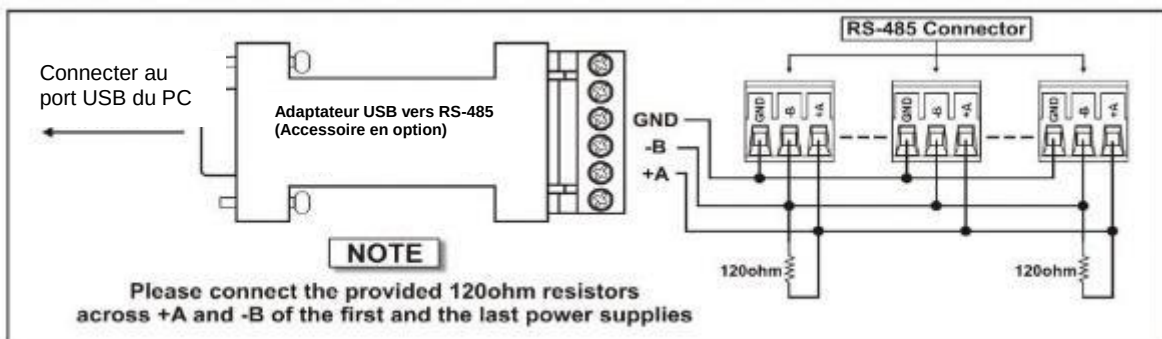 RS-485 Connector
Connecter au
port USB du PC
Adaptateur USB vers RS-485
(Accessoire en option)
GND
-B
+A
GND -B +A
GND -B +A
GND -B +A
120ohm
120ohm
NOTE
Please connect the provided 120ohm resistors
across +A and -B of the first and the last power supplies